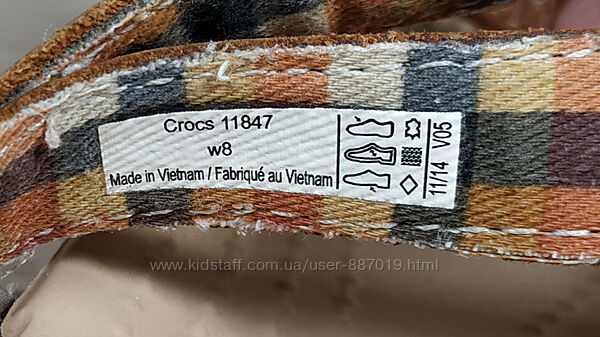 Crocs 11847
w8
Made in Vietnam / Fabriqué au Vietnam
11/14 V05
www.kidstaff.com.ua/user-887019.html